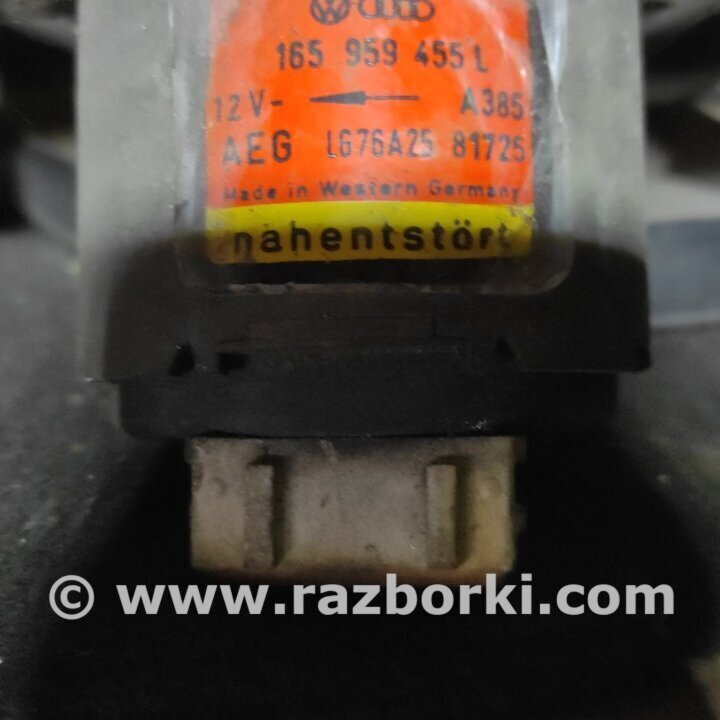 165 959 455 L
12V- A385
AEG L676A25 81725
Made in Western Germany
nahentstört
© www.razborki.com